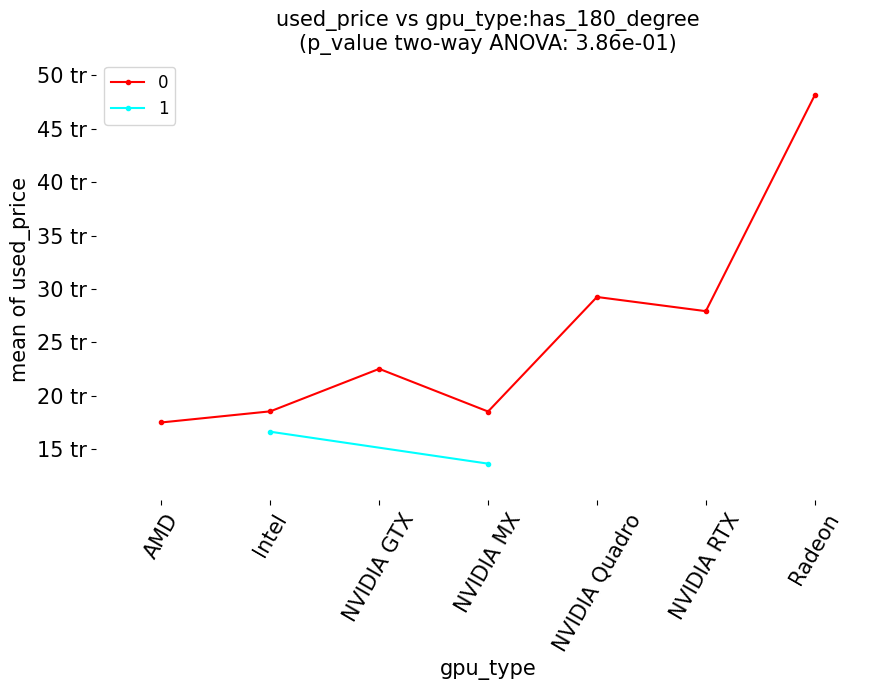 used_price vs gpu_type:has_180_degree
(p_value two-way ANOVA: 3.86e-01)
0
1
mean of used_price
50 tr
45 tr
40 tr
35 tr
30 tr
25 tr
20 tr
15 tr
AMD
Intel
NVIDIA GTX
NVIDIA MX
NVIDIA Quadro
NVIDIA RTX
Radeon
gpu_type